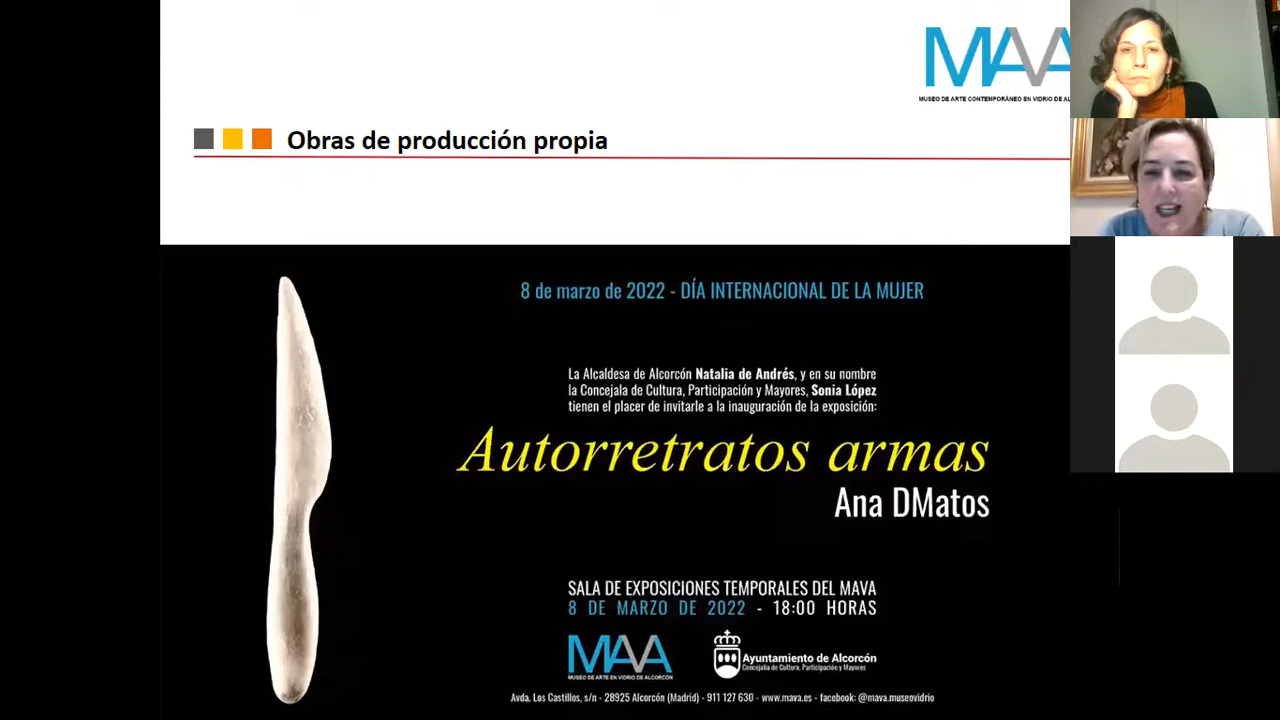 MAVA
MUSEO DE ARTE CONTEMPORÁNEO EN VIDRIO DE AL
Obras de producción propia
8 de marzo de 2022 - DÍA INTERNACIONAL DE LA MUJER
La Alcaldesa de Alcorcón Natalia de Andrés, y en su nombre
la Concejala de Cultura, Participación y Mayores, Sonia López
tienen el placer de invitarle a la inauguración de la exposición:
Autorretratos armas
Ana DMatos
SALA DE EXPOSICIONES TEMPORALES DEL MAVA
8 DE MARZO DE 2022 - 18:00 HORAS
MAVA
MUSEO DE ARTE EN VIDRIO DE ALCORCÓN
Ayuntamiento de Alcorcón
Concejalía de Cultura, Participación y Mayores
Avda. Los Castillos, s/n - 28925 Alcorcón (Madrid) - 911 127 630 - www.mava.es - facebook: @mava.museovidrio